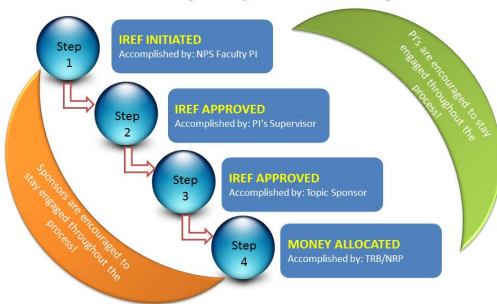 Step
1
IREF INITIATED
Accomplished by: NPS Faculty PI
PI's are encouraged to stay
engaged throughout the
process!
Step
2
IREF APPROVED
Accomplished by: PI's Supervisor
Step
3
IREF APPROVED
Accomplished by: Topic Sponsor
Sponsors are encouraged to
stay engaged throughout the
process!
Step
4
MONEY ALLOCATED
Accomplished by: TRB/NRP